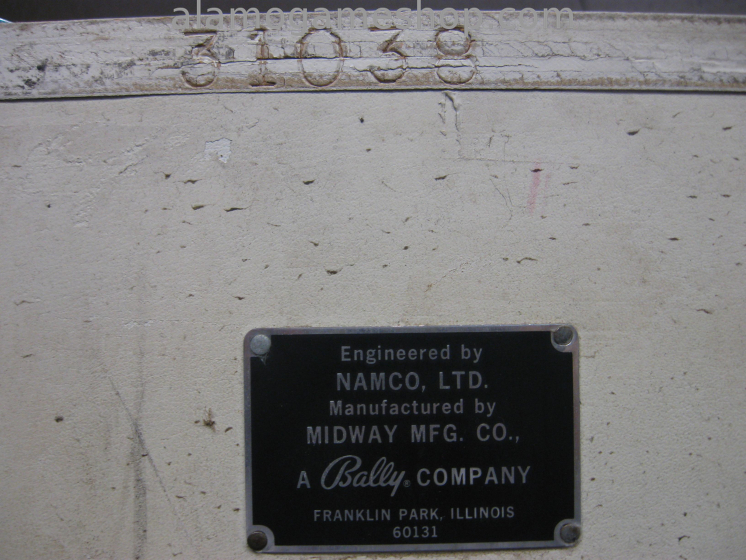 alamogameshop.com
31038
Engineered by
NAMCO, LTD.
Manufactured by
MIDWAY MFG. CO.,
A Bally® COMPANY
FRANKLIN PARK, ILLINOIS
60131